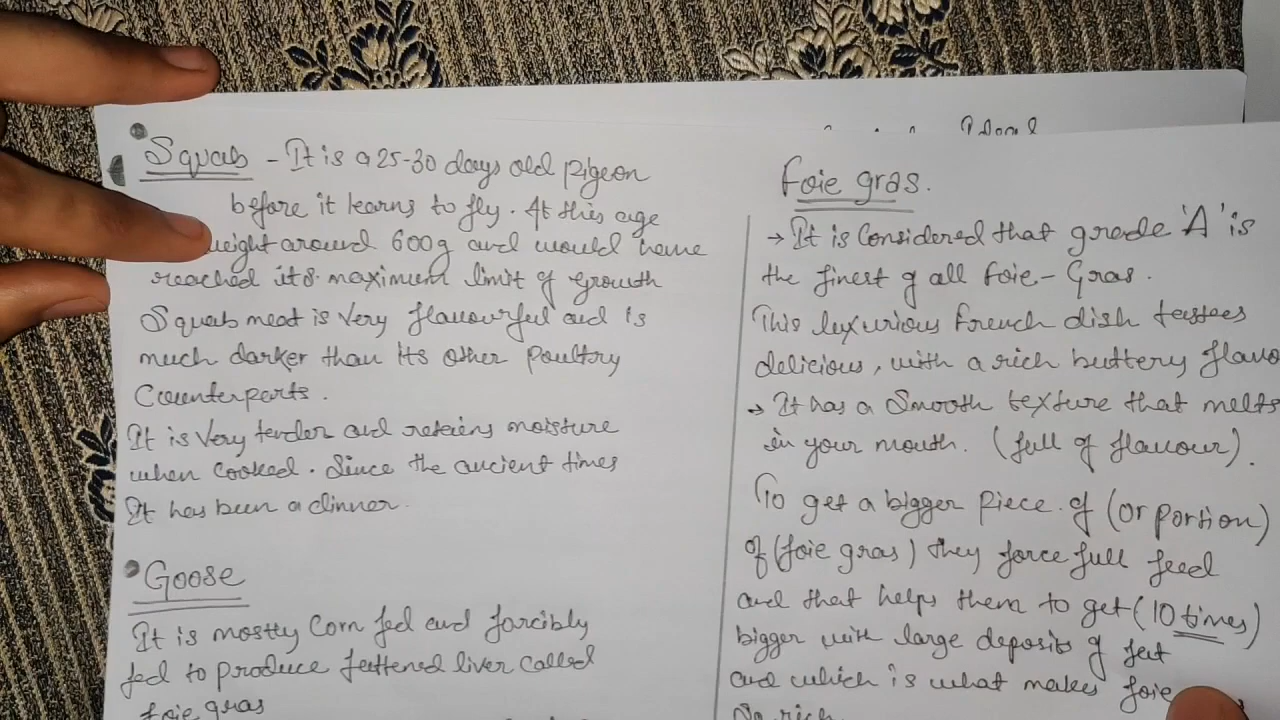 Squab - It is a 25-30 days old pigeon
before it learns to fly. At this age
weight around 600g and would have
reached its maximum limit of growth
Squab meat is very flavourful and is
much darker than its other poultry
Counterparts.
It is very tender and retains moisture
when cooked. Since the ancient times
It has been a dinner.
Goose
It is mostly Corn fed and forcibly
fed to produce fattened liver called
foie gras
Foie gras.
→ It is Considered that grade 'A' is
the finest of all foie-Gras.
This luxurious french dish tastes
delicious, with a rich buttery flavo
→ It has a Smooth texture that melts
in your mouth. (full of flavour).
To get a bigger piece of (or portion)
of (foie gras) they force full feed
and that helps them to get (10 times)
bigger with large deposits of fat
and which is what makes foie
So rich